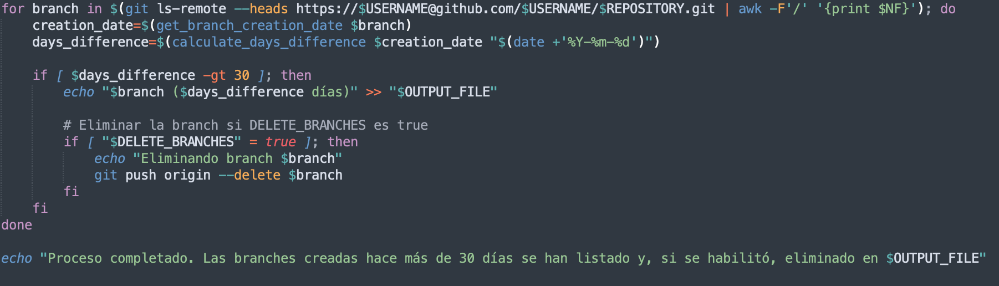 for branch in $(git ls-remote --heads https://$USERNAME@github.com/$USERNAME/$REPOSITORY.git | awk -F'/' '{print $NF}'); do
    creation_date=$(get_branch_creation_date $branch)
    days_difference=$(calculate_days_difference $creation_date "$(date +'%Y-%m-%d')")

    if [ $days_difference -gt 30 ]; then
        echo "$branch ($days_difference días)" >> "$OUTPUT_FILE"

        # Eliminar la branch si DELETE_BRANCHES es true
        if [ "$DELETE_BRANCHES" = true ]; then
            echo "Eliminando branch $branch"
            git push origin --delete $branch
        fi
    fi
done

echo "Proceso completado. Las branches creadas hace más de 30 días se han listado y, si se habilitó, eliminado en $OUTPUT_FILE"